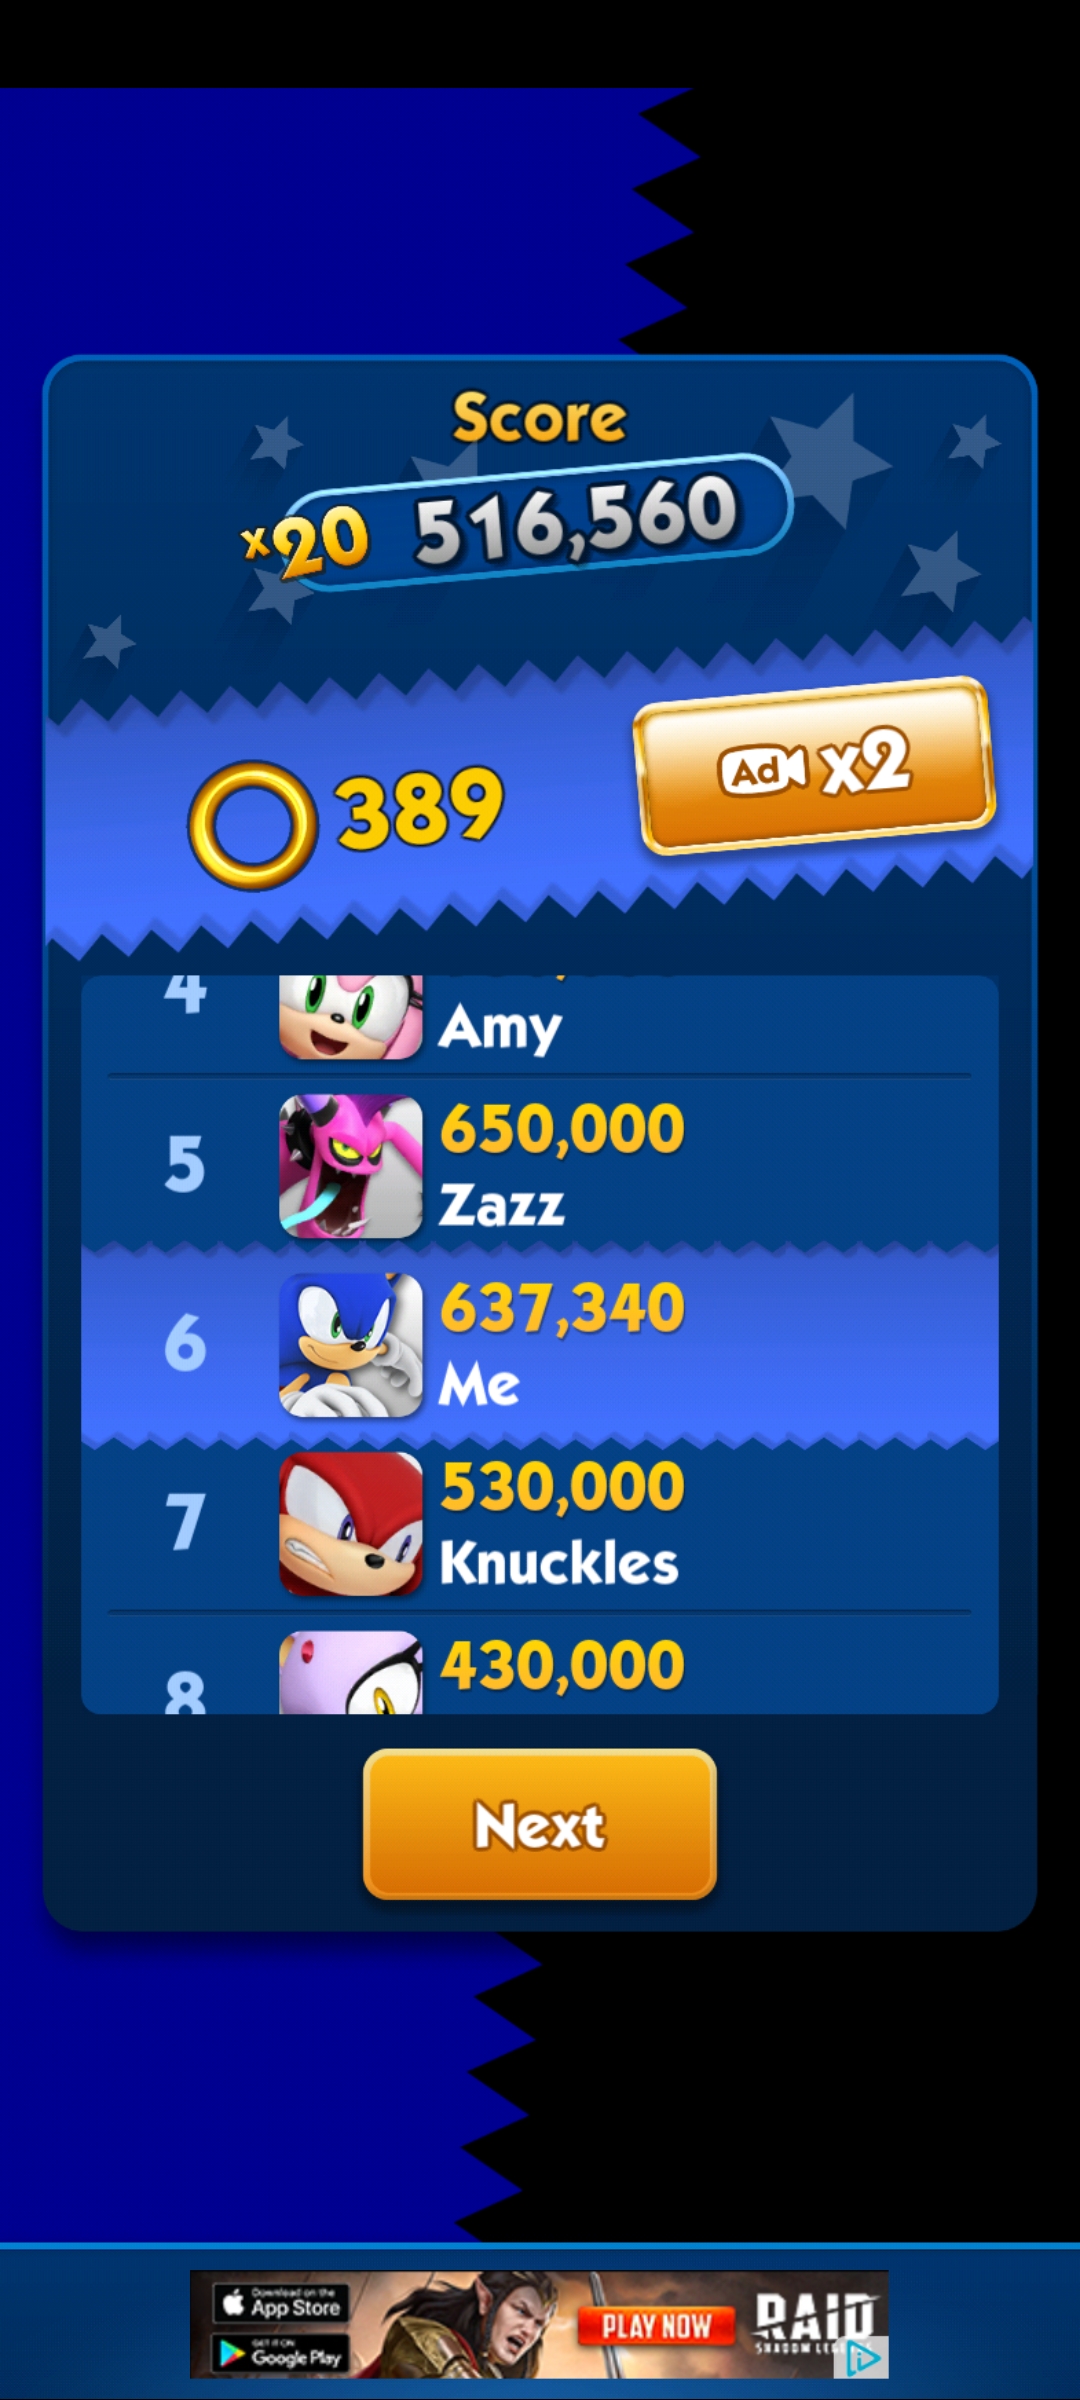 Score
x20 516,560
389
Ad x2
4
Amy
5
650,000
Zazz
6
637,340
Me
7
530,000
Knuckles
8
430,000
Next
Download on the
App Store
GET IT ON
Google Play
PLAY NOW
RAID